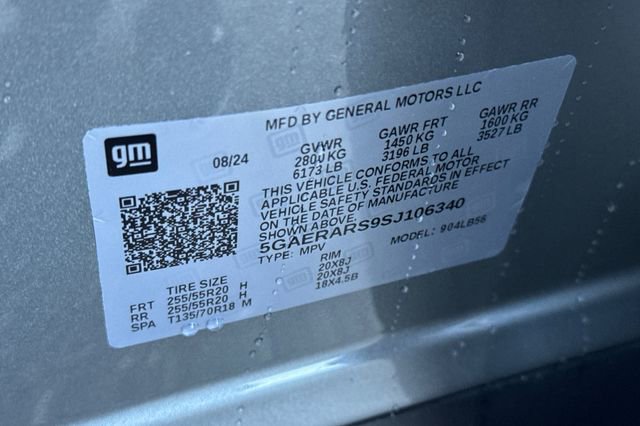 MFD BY GENERAL MOTORS LLC
gm
08/24
GVWR GAWR FRT GAWR RR
2800 KG 1450 KG 1600 KG
6173 LB 3196 LB 3527 LB
THIS VEHICLE CONFORMS TO ALL
APPLICABLE U.S. FEDERAL MOTOR
VEHICLE SAFETY STANDARDS IN EFFECT
ON THE DATE OF MANUFACTURE
SHOWN ABOVE.
5GAERARS9SJ106340
TYPE: MPV MODEL: 904LB56
TIRE SIZE RIM
FRT 255/55R20 H 20X8J
RR 255/55R20 H 20X8J
SPA T135/70R18 M 18X4.5B